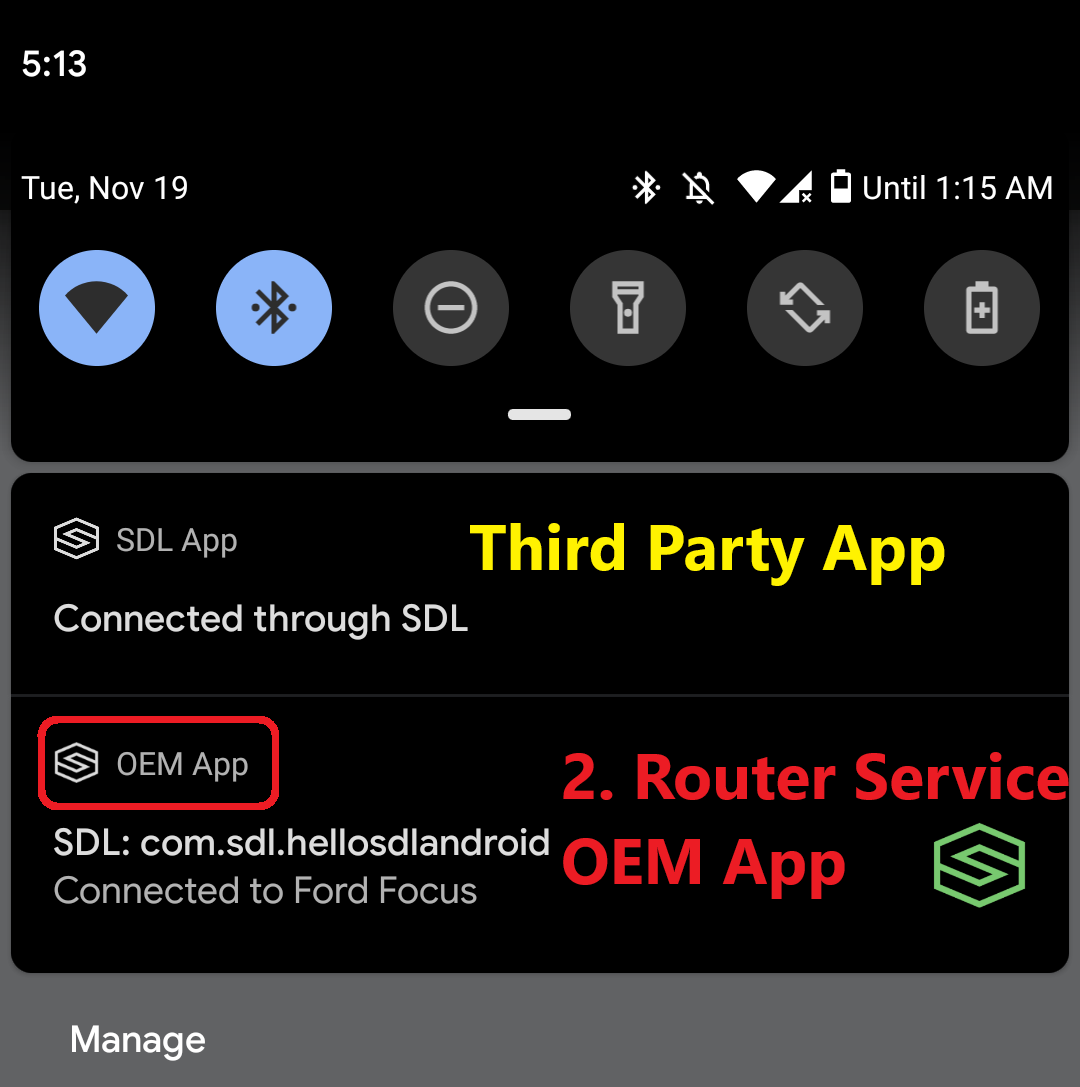 5:13
Tue, Nov 19 Until 1:15 AM
SDL App
Third Party App
Connected through SDL
OEM App
2. Router Service
OEM App
SDL: com.sdl.hellosdlandroid
Connected to Ford Focus
Manage